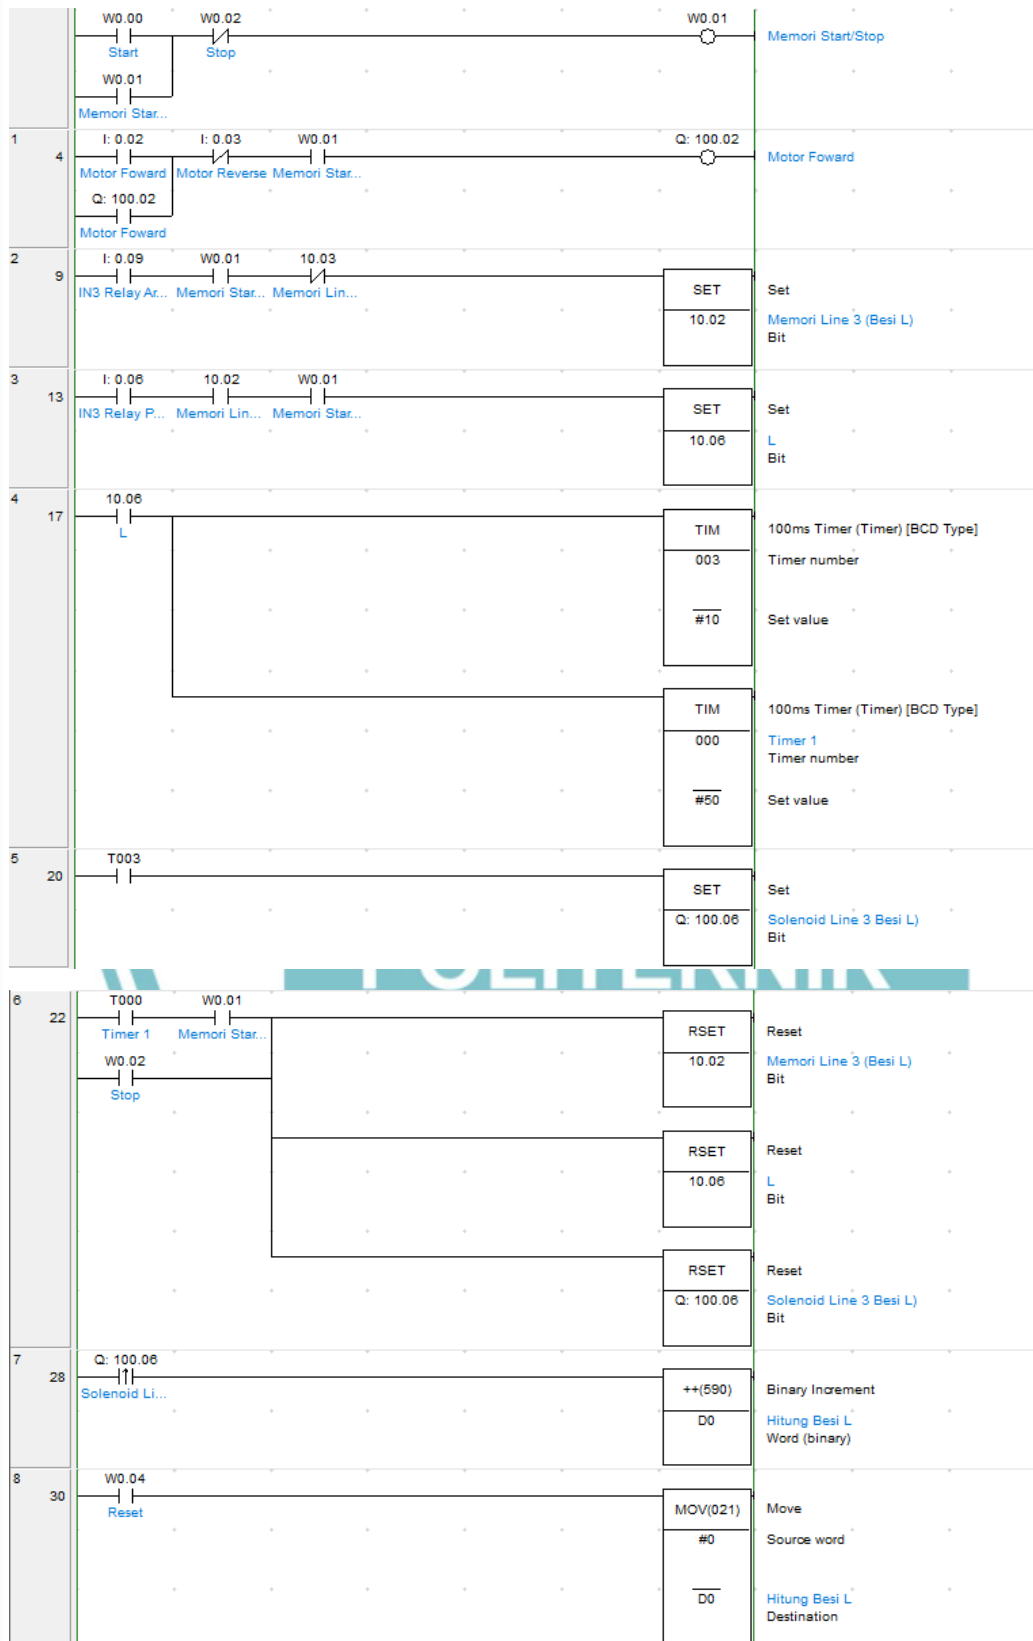 W0.00 W0.02 W0.01
Start Stop Memori Start/Stop
W0.01
Memori Star...
1
4
I: 0.02 I: 0.03 W0.01 Q: 100.02
Motor Foward Motor Reverse Memori Star... Motor Foward
Q: 100.02
Motor Foward
2
9
I: 0.09 W0.01 10.03
IN3 Relay Ar... Memori Star... Memori Lin...
SET Set
10.02 Memori Line 3 (Besi L)
Bit
3
13
I: 0.06 10.02 W0.01
IN3 Relay P... Memori Lin... Memori Star...
SET Set
10.06 L
Bit
4
17
10.06
L
TIM 100ms Timer (Timer) [BCD Type]
003 Timer number
#10 Set value
TIM 100ms Timer (Timer) [BCD Type]
000 Timer 1
Timer number
#50 Set value
5
20
T003
SET Set
Q: 100.06 Solenoid Line 3 Besi L)
Bit
POLITEKNIK
6
22
T000 W0.01
Timer 1 Memori Star...
RSET Reset
W0.02 10.02 Memori Line 3 (Besi L)
Bit
Stop
RSET Reset
10.06 L
Bit
RSET Reset
Q: 100.06 Solenoid Line 3 Besi L)
Bit
7
28
Q: 100.06
Solenoid Li...
++(590) Binary Increment
D0 Hitung Besi L
Word (binary)
8
30
W0.04
Reset
MOV(021) Move
#0 Source word
D0 Hitung Besi L
Destination